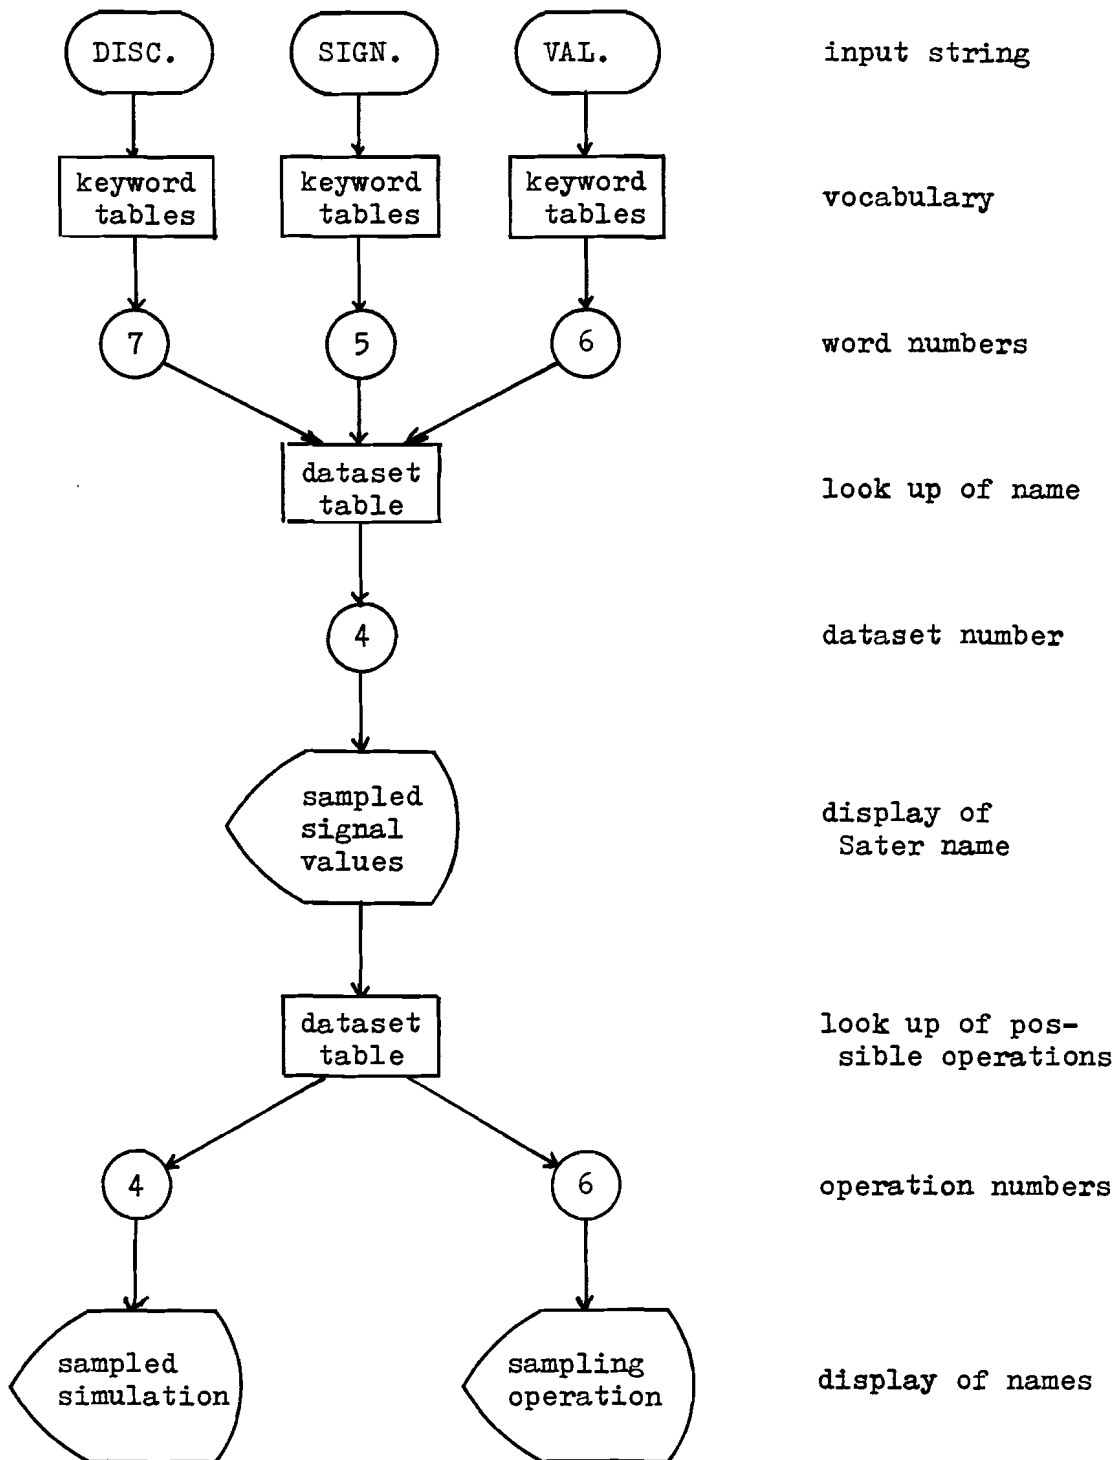 DISC. SIGN. VAL. input string
keyword keyword keyword
tables tables tables
vocabulary
7 5 6 word numbers
dataset
table
look up of name
4 dataset number
sampled
signal
values
display of
Sater name
dataset
table
look up of pos-
sible operations
4 6 operation numbers
sampled
simulation
sampling
operation
display of names